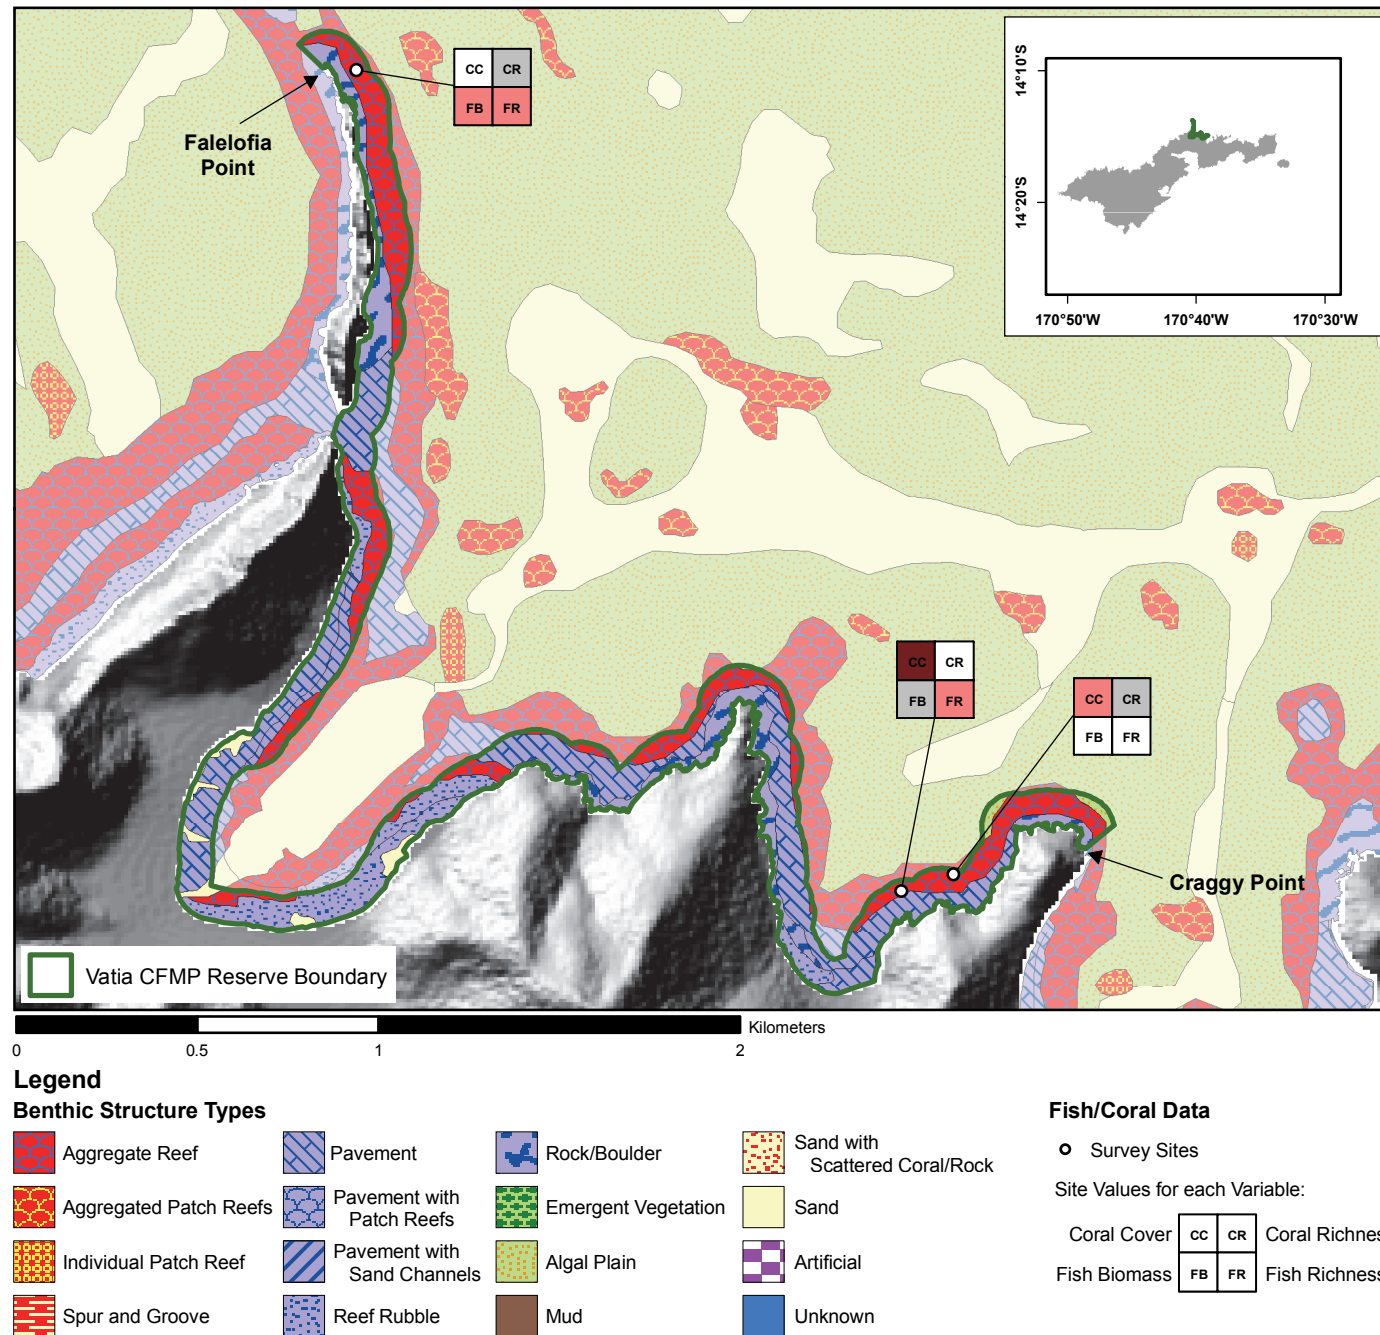 CC CR
FB FR
Falelofia
Point
14°10'S
14°20'S
170°50'W 170°40'W 170°30'W
CC CR
FB FR
CC CR
FB FR
Craggy Point
Vatia CFMP Reserve Boundary
Kilometers
0 0.5 1 2
Legend
Benthic Structure Types
Aggregate Reef
Aggregated Patch Reefs
Individual Patch Reef
Spur and Groove
Pavement
Pavement with
Patch Reefs
Pavement with
Sand Channels
Reef Rubble
Rock/Boulder
Emergent Vegetation
Algal Plain
Mud
Sand with
Scattered Coral/Rock
Sand
Artificial
Unknown
Fish/Coral Data
Survey Sites
Site Values for each Variable:
Coral Cover CC CR Coral Richnes
Fish Biomass FB FR Fish Richness